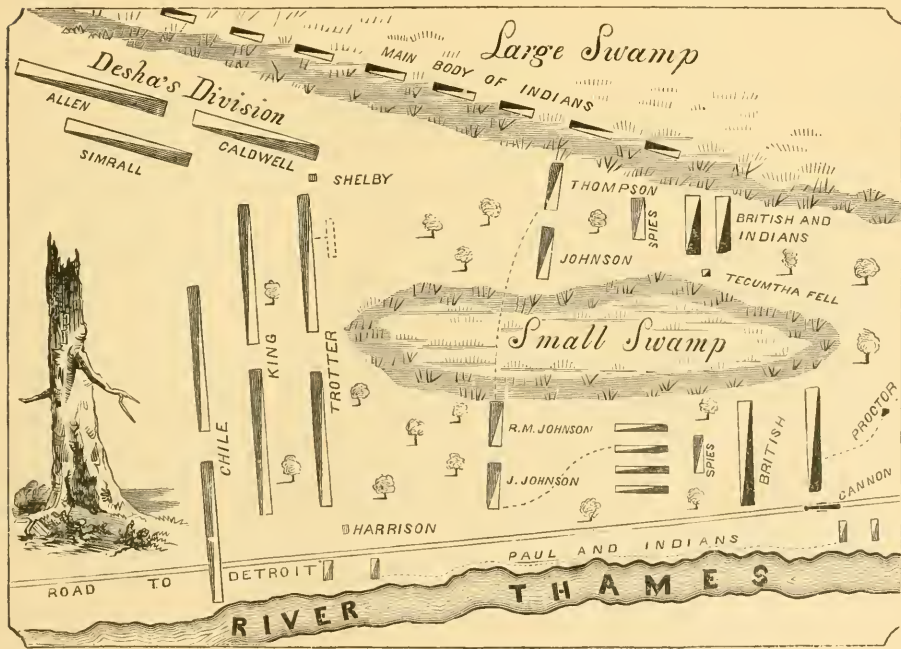 Large Swamp
MAIN BODY OF INDIANS
Desha's Division
ALLEN
SIMRALL
CALDWELL
SHELBY
THOMPSON
SPIES
BRITISH AND
INDIANS
JOHNSON
TECUMTHA FELL
Small Swamp
KING
TROTTER
CHILE
R.M. JOHNSON
J. JOHNSON
SPIES
BRITISH
PROCTOR
CANNON
HARRISON
PAUL AND INDIANS
ROAD TO DETROIT
RIVER THAMES